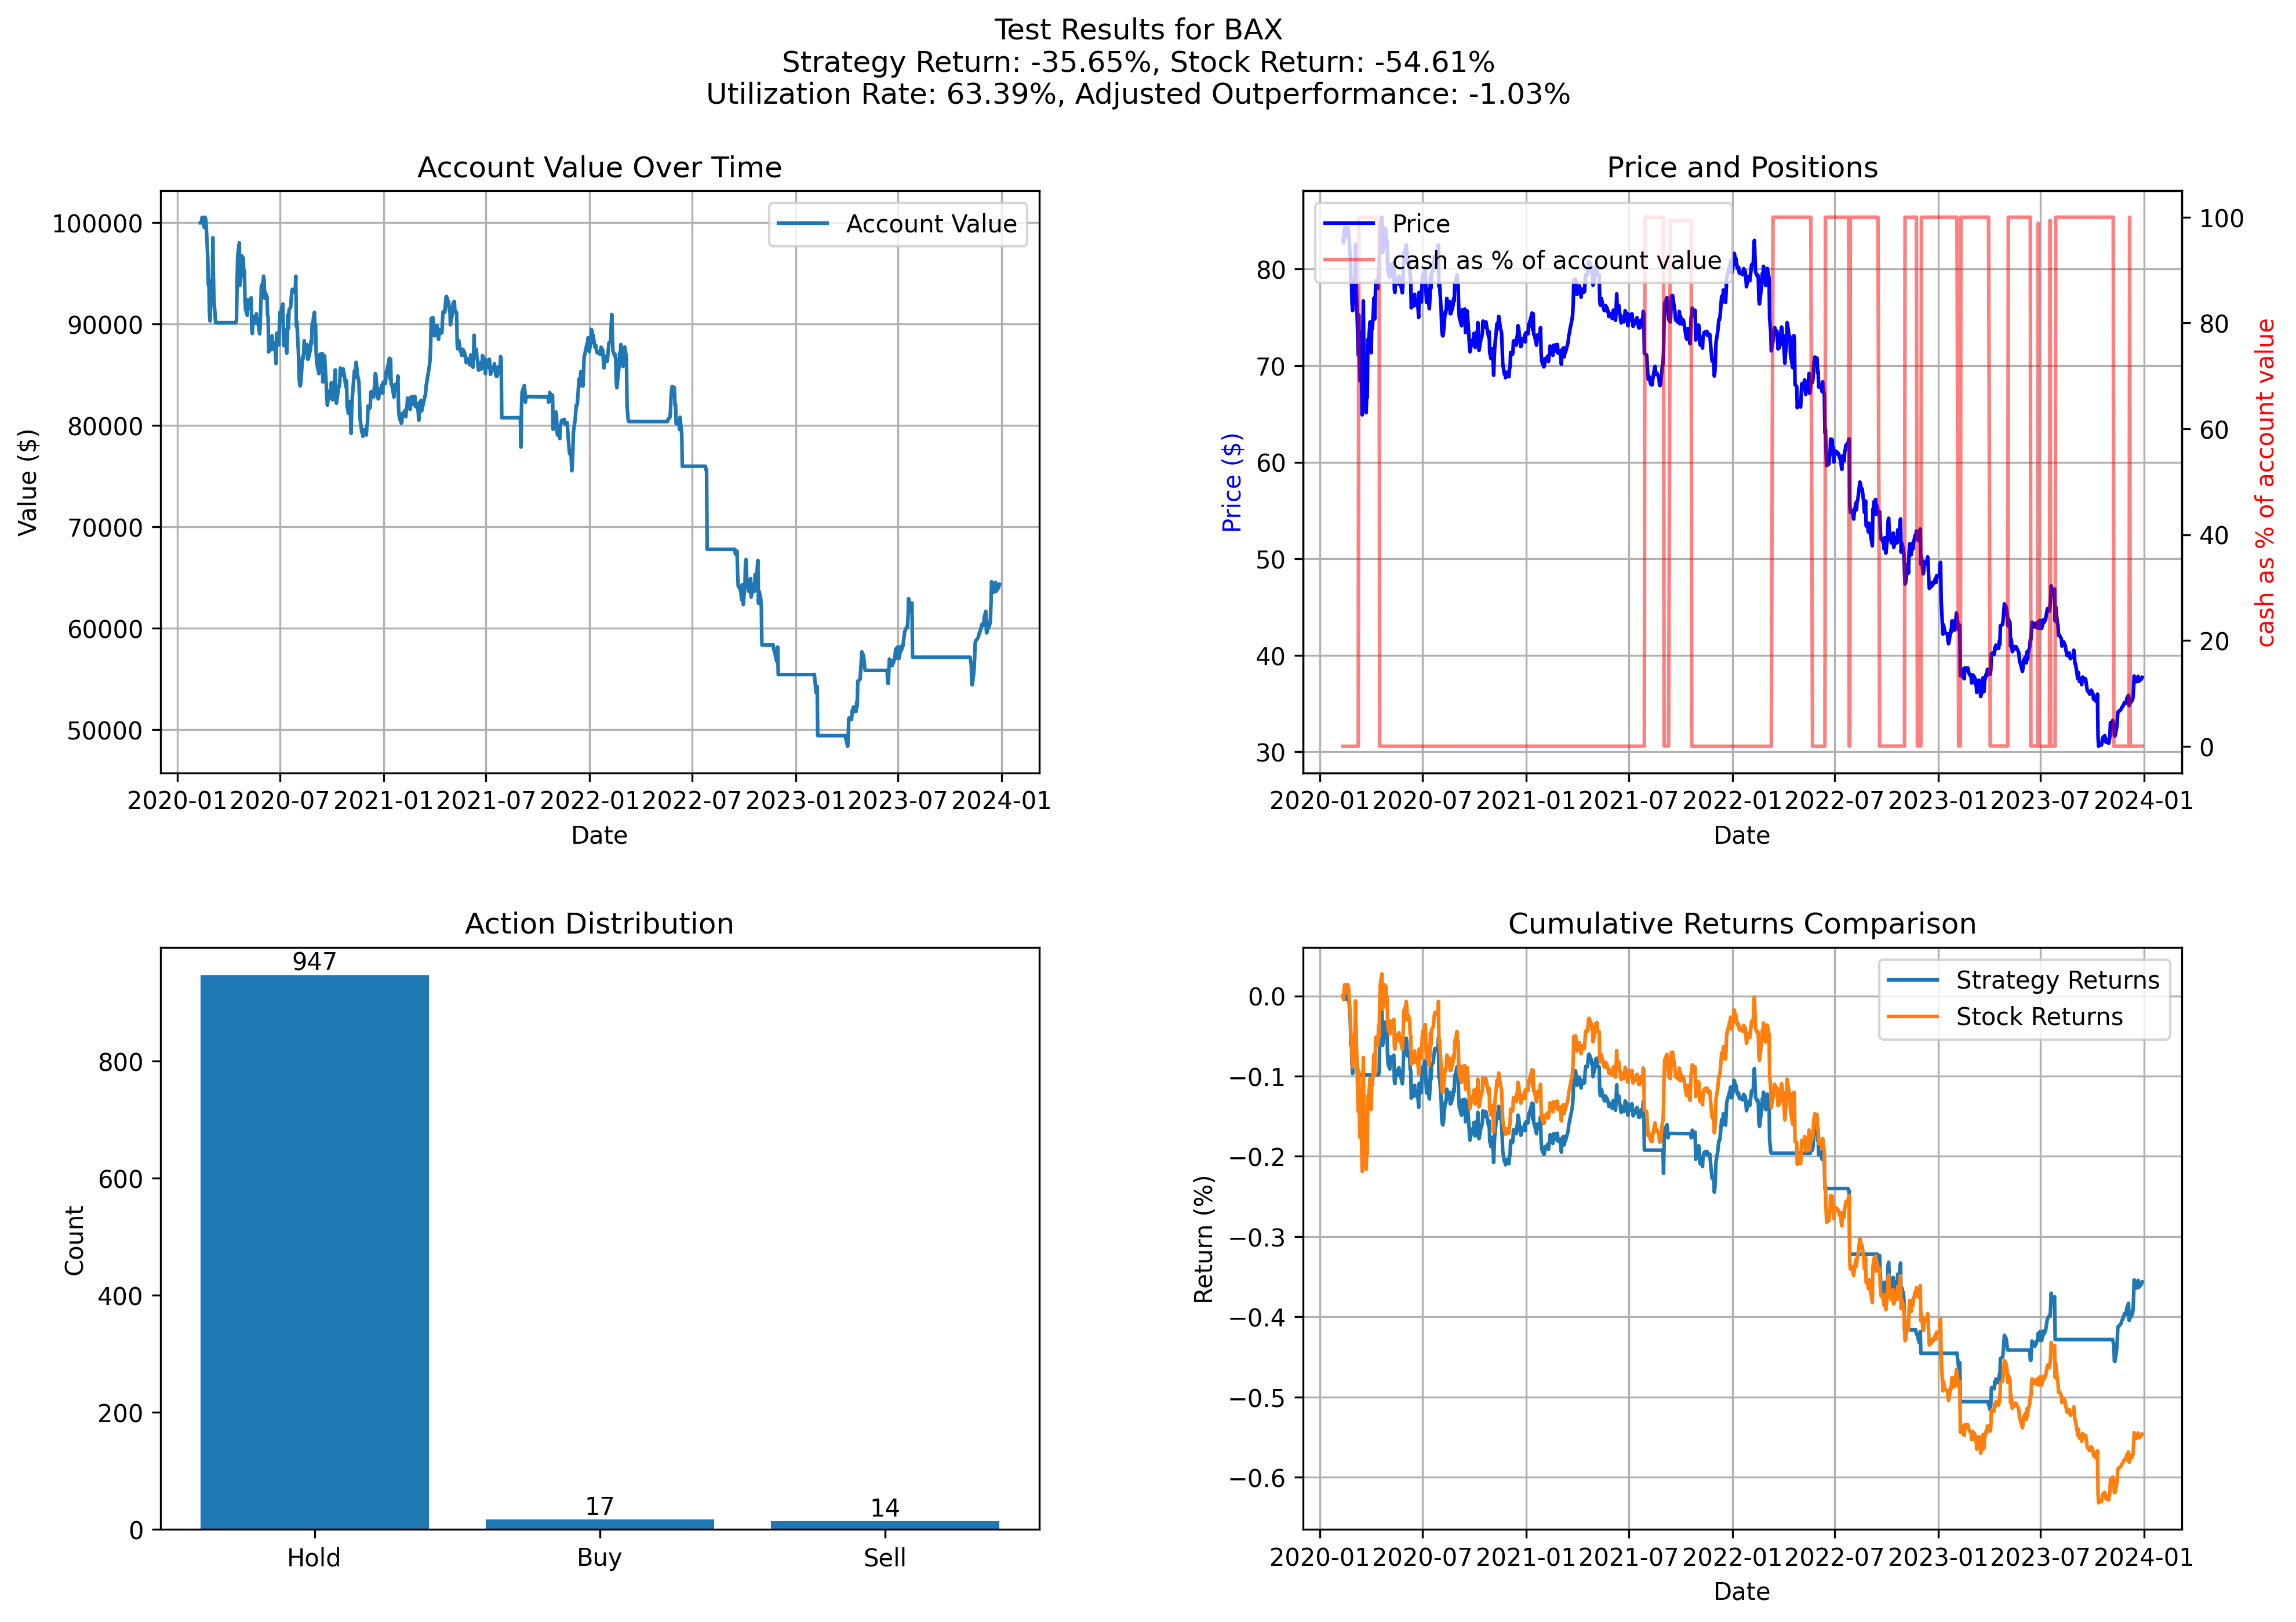 Test Results for BAX
Strategy Return: -35.65%, Stock Return: -54.61%
Utilization Rate: 63.39%, Adjusted Outperformance: -1.03%
Account Value Over Time
Account Value
100000
90000
80000
70000
60000
50000
Value ($)
2020-01 2020-07 2021-01 2021-07 2022-01 2022-07 2023-01 2023-07 2024-01
Date
Price and Positions
Price
cash as % of account value
80
70
60
50
40
30
Price ($)
100
80
60
40
20
0
cash as % of account value
2020-01 2020-07 2021-01 2021-07 2022-01 2022-07 2023-01 2023-07 2024-01
Date
Action Distribution
947
17
14
800
600
400
200
0
Count
Hold Buy Sell
Cumulative Returns Comparison
Strategy Returns
Stock Returns
0.0
−0.1
−0.2
−0.3
−0.4
−0.5
−0.6
Return (%)
2020-01 2020-07 2021-01 2021-07 2022-01 2022-07 2023-01 2023-07 2024-01
Date